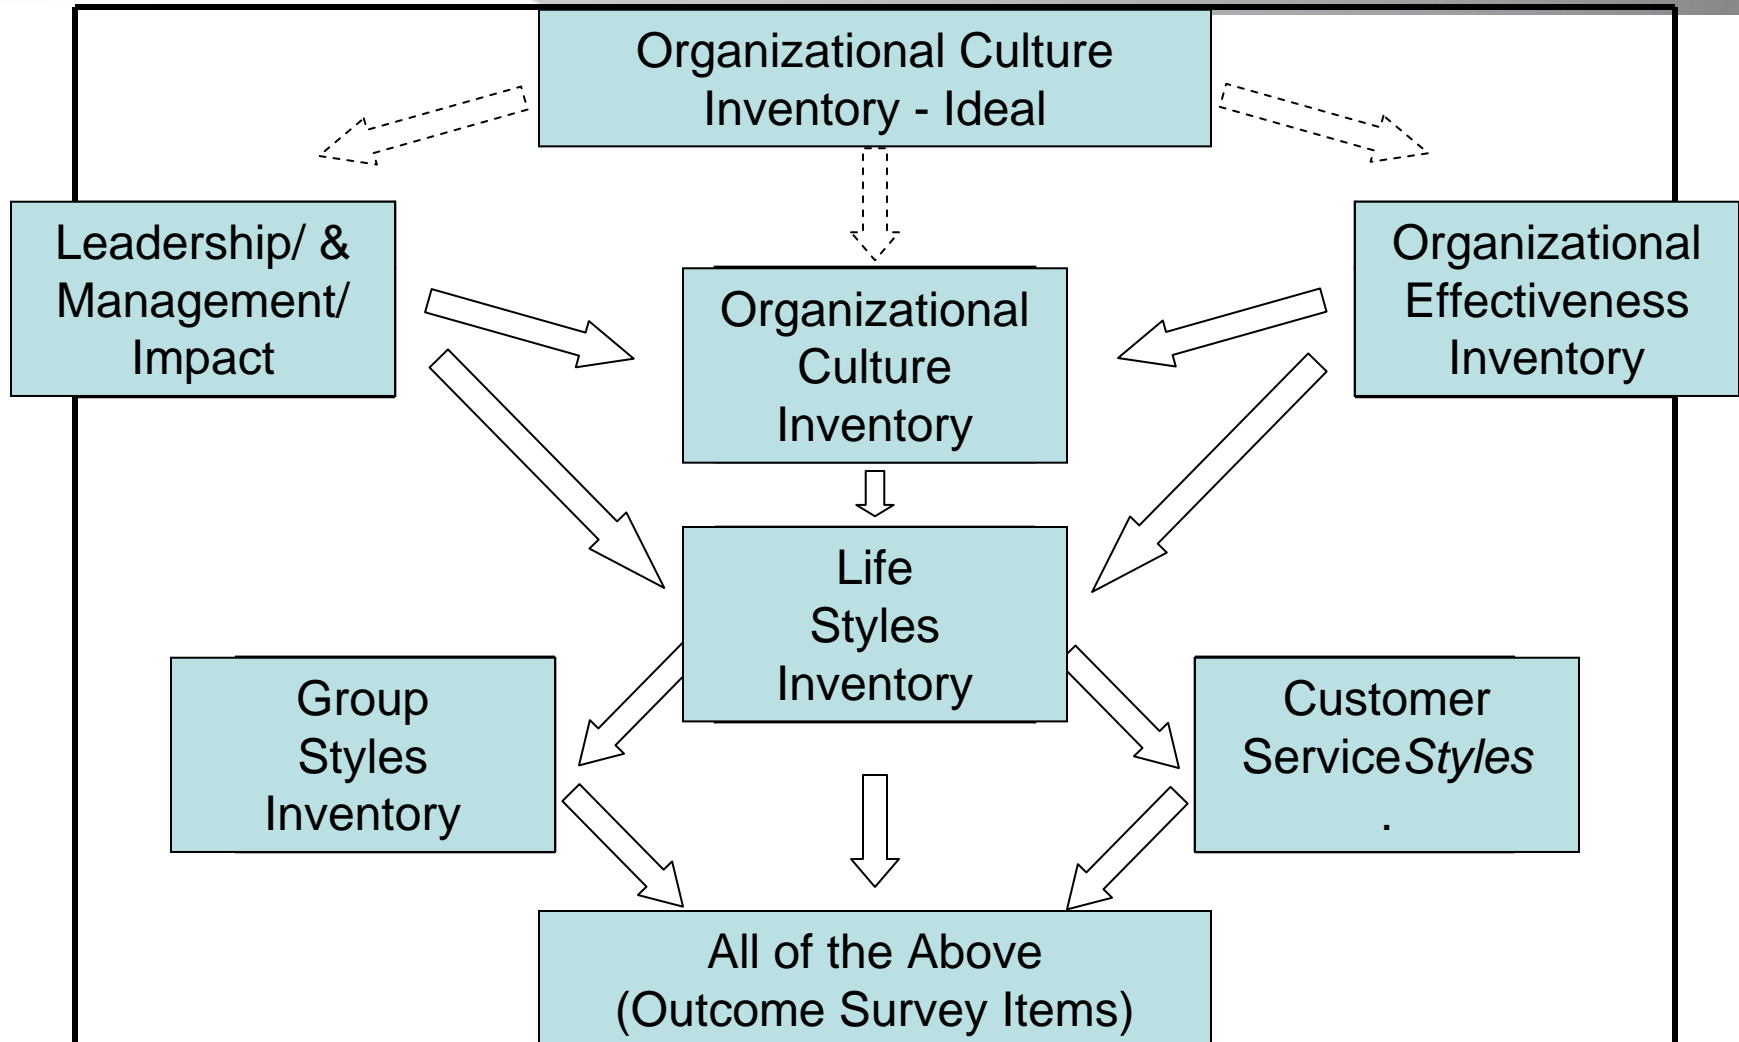 Organizational Culture
Inventory - Ideal
Leadership/ &
Management/
Impact
Organizational
Culture
Inventory
Organizational
Effectiveness
Inventory
Life
Styles
Inventory
Group
Styles
Inventory
Customer
ServiceStyles
.
All of the Above
(Outcome Survey Items)